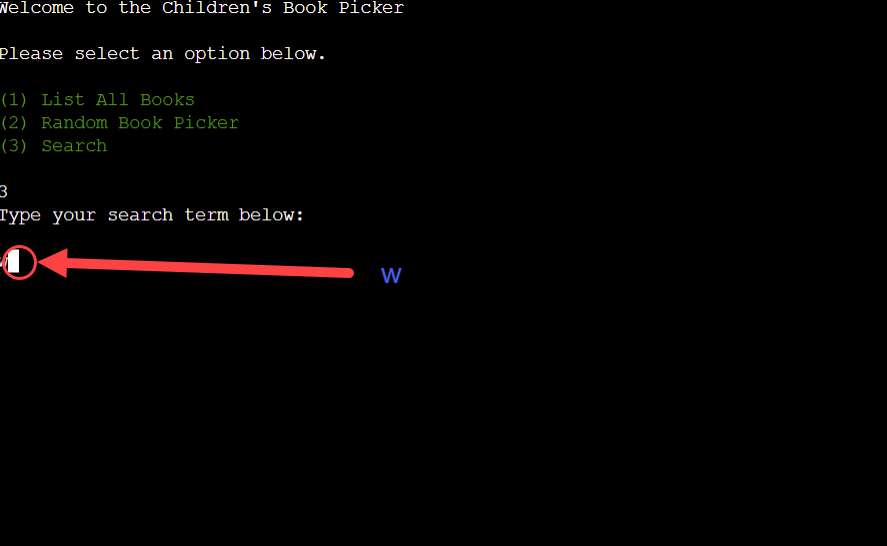 Welcome to the Children's Book Picker
Please select an option below.
(1) List All Books
(2) Random Book Picker
(3) Search
3
Type your search term below:
w
W